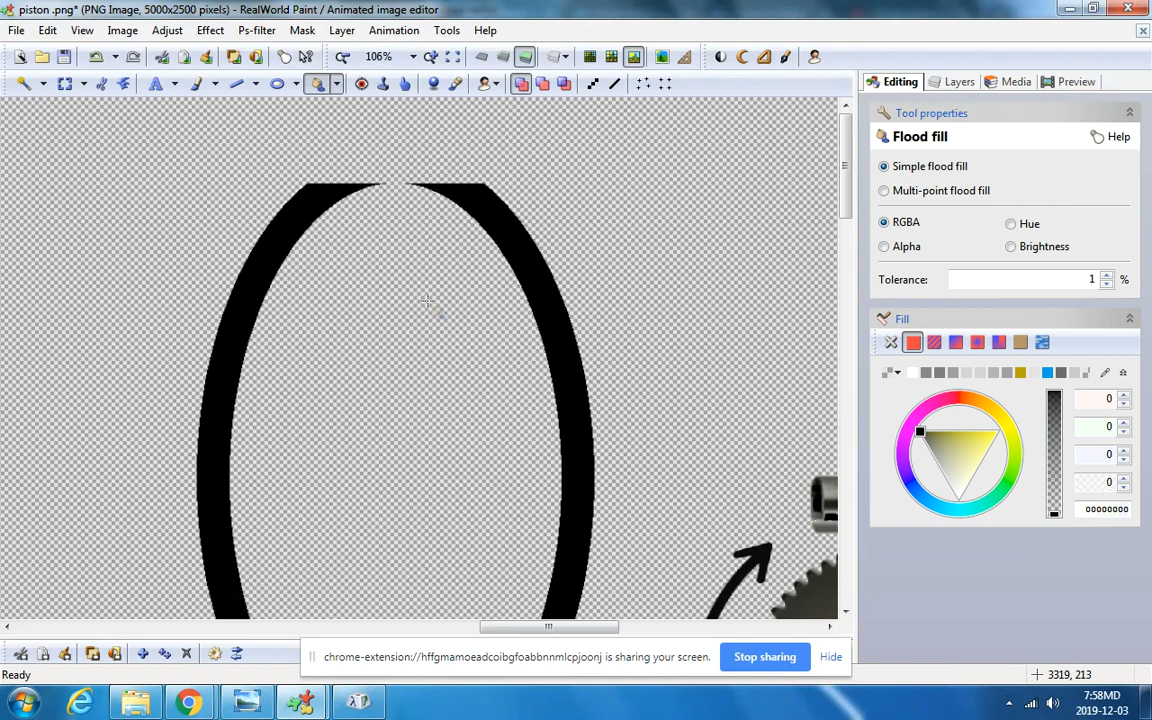 piston .png* (PNG Image, 5000x2500 pixels) - RealWorld Paint / Animated image editor
File Edit View Image Adjust Effect Ps-filter Mask Layer Animation Tools Help
106%
Editing Layers Media Preview
Tool properties
Flood fill Help
Simple flood fill
Multi-point flood fill
RGBA Hue
Alpha Brightness
Tolerance: 1 %
Fill
0
0
0
0
00000000
chrome-extension://hffgmamoeadcoibgfoabbnnmlcpjoonj is sharing your screen. Stop sharing Hide
Ready 3319, 213
7:58MD
2019-12-03